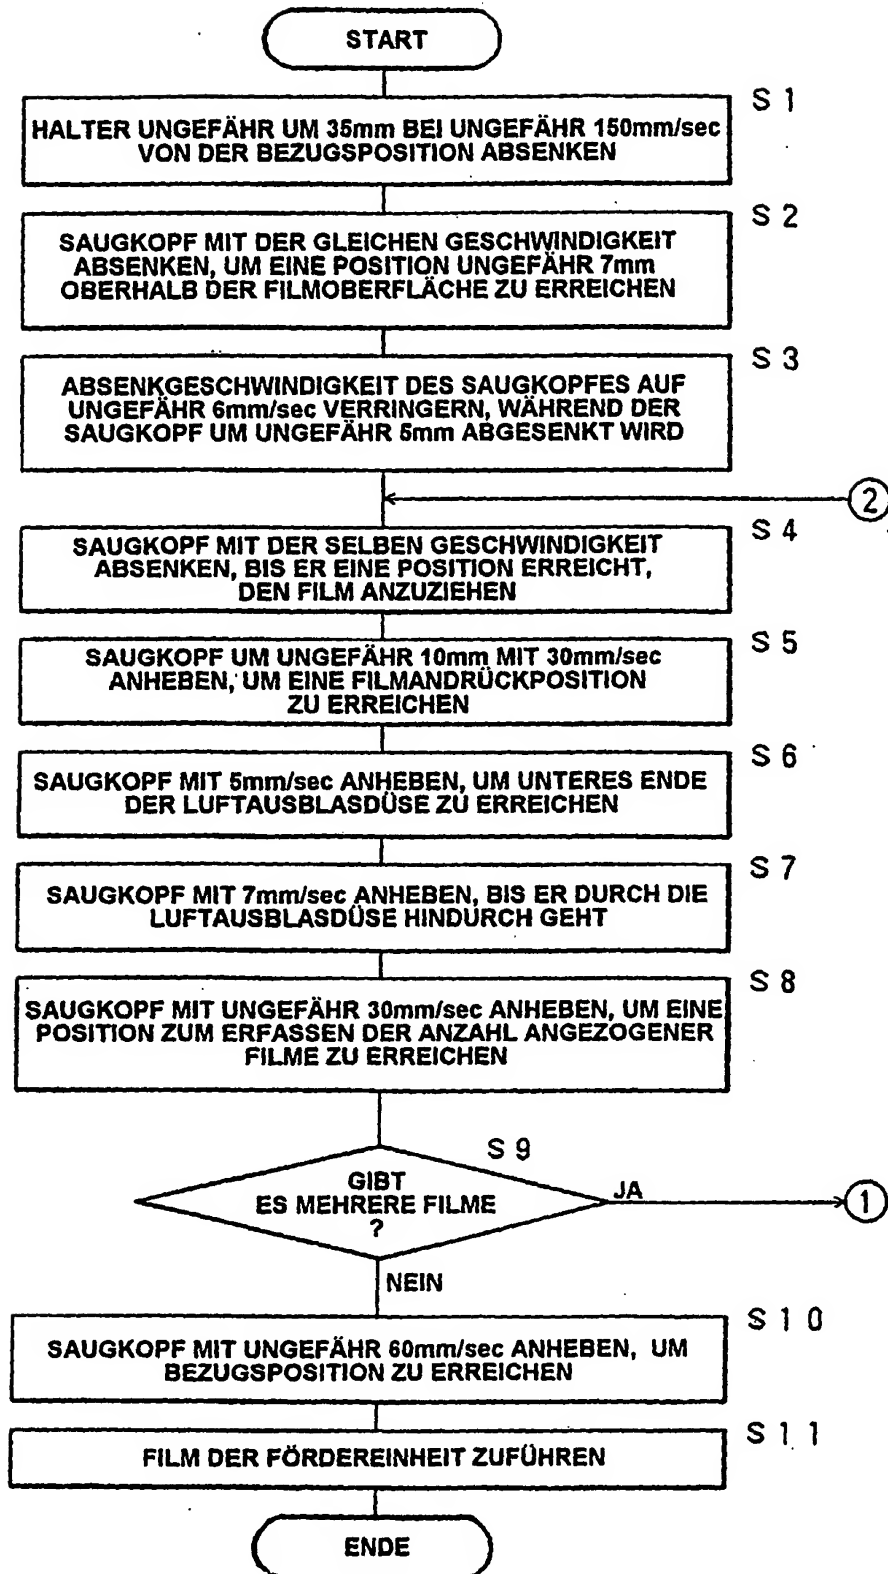 START
S 1
HALTER UNGEFÄHR UM 35mm BEI UNGEFÄHR 150mm/sec
VON DER BEZUGSPOSITION ABSENKEN
S 2
SAUGKOPF MIT DER GLEICHEN GESCHWINDIGKEIT
ABSENKEN, UM EINE POSITION UNGEFÄHR 7mm
OBERHALB DER FILMOBERFLÄCHE ZU ERREICHEN
S 3
ABSENKGESCHWINDIGKEIT DES SAUGKOPFES AUF
UNGEFÄHR 6mm/sec VERRINGERN, WÄHREND DER
SAUGKOPF UM UNGEFÄHR 5mm ABGESENKT WIRD
2
S 4
SAUGKOPF MIT DER SELBEN GESCHWINDIGKEIT
ABSENKEN, BIS ER EINE POSITION ERREICHT,
DEN FILM ANZUZIEHEN
S 5
SAUGKOPF UM UNGEFÄHR 10mm MIT 30mm/sec
ANHEBEN, UM EINE FILMANDRÜCKPOSITION
ZU ERREICHEN
S 6
SAUGKOPF MIT 5mm/sec ANHEBEN, UM UNTERES ENDE
DER LUFTAUSBLASDÜSE ZU ERREICHEN
S 7
SAUGKOPF MIT 7mm/sec ANHEBEN, BIS ER DURCH DIE
LUFTAUSBLASDÜSE HINDURCH GEHT
S 8
SAUGKOPF MIT UNGEFÄHR 30mm/sec ANHEBEN, UM EINE
POSITION ZUM ERFASSEN DER ANZAHL ANGEZOGENER
FILME ZU ERREICHEN
S 9
GIBT
ES MEHRERE FILME
?
JA
1
NEIN
S 1 0
SAUGKOPF MIT UNGEFÄHR 60mm/sec ANHEBEN, UM
BEZUGSPOSITION ZU ERREICHEN
S 1 1
FILM DER FÖRDEREINHEIT ZUFÜHREN
ENDE